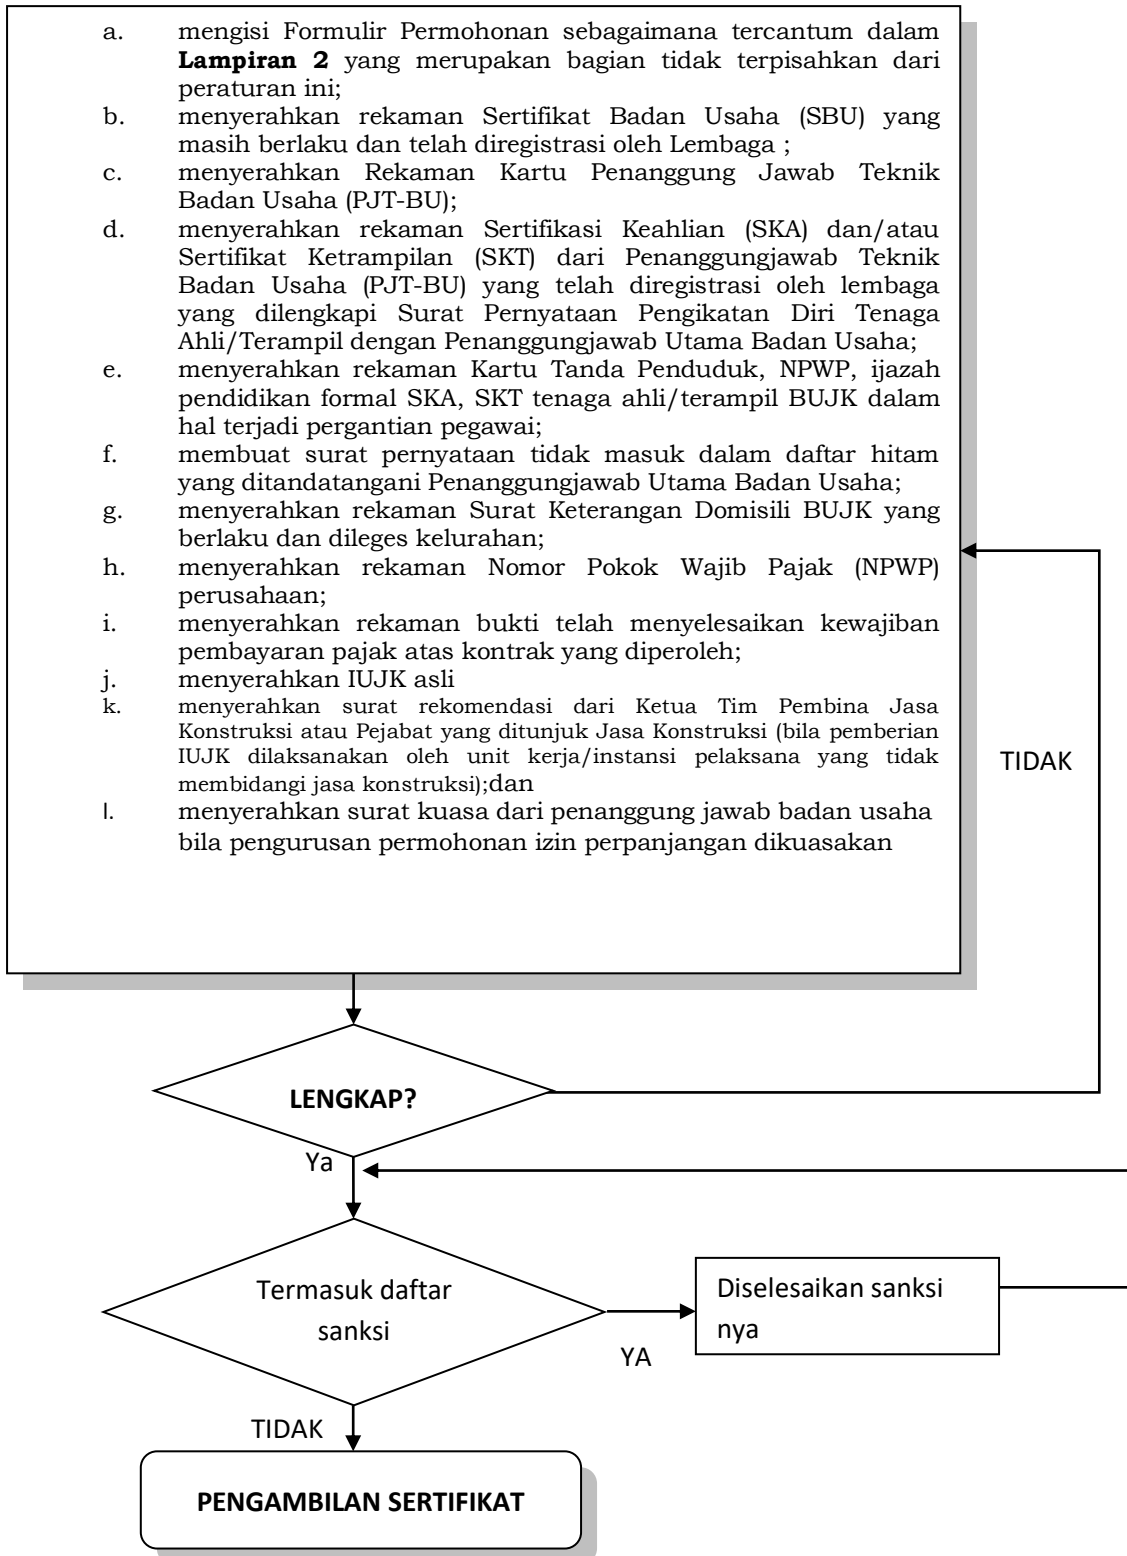 a. mengisi Formulir Permohonan sebagaimana tercantum dalam
Lampiran 2 yang merupakan bagian tidak terpisahkan dari
peraturan ini;
b. menyerahkan rekaman Sertifikat Badan Usaha (SBU) yang
masih berlaku dan telah diregistrasi oleh Lembaga ;
c. menyerahkan Rekaman Kartu Penanggung Jawab Teknik
Badan Usaha (PJT-BU);
d. menyerahkan rekaman Sertifikasi Keahlian (SKA) dan/atau
Sertifikat Ketrampilan (SKT) dari Penanggungjawab Teknik
Badan Usaha (PJT-BU) yang telah diregistrasi oleh lembaga
yang dilengkapi Surat Pernyataan Pengikatan Diri Tenaga
Ahli/Terampil dengan Penanggungjawab Utama Badan Usaha;
e. menyerahkan rekaman Kartu Tanda Penduduk, NPWP, ijazah
pendidikan formal SKA, SKT tenaga ahli/terampil BUJK dalam
hal terjadi pergantian pegawai;
f. membuat surat pernyataan tidak masuk dalam daftar hitam
yang ditandatangani Penanggungjawab Utama Badan Usaha;
g. menyerahkan rekaman Surat Keterangan Domisili BUJK yang
berlaku dan dileges kelurahan;
h. menyerahkan rekaman Nomor Pokok Wajib Pajak (NPWP)
perusahaan;
i. menyerahkan rekaman bukti telah menyelesaikan kewajiban
pembayaran pajak atas kontrak yang diperoleh;
j. menyerahkan IUJK asli
k. menyerahkan surat rekomendasi dari Ketua Tim Pembina Jasa
Konstruksi atau Pejabat yang ditunjuk Jasa Konstruksi (bila pemberian
IUJK dilaksanakan oleh unit kerja/instansi pelaksana yang tidak
membidangi jasa konstruksi);dan
l. menyerahkan surat kuasa dari penanggung jawab badan usaha
bila pengurusan permohonan izin perpanjangan dikuasakan
TIDAK
LENGKAP?
Ya
Termasuk daftar
sanksi
YA
Diselesaikan sanksi
nya
TIDAK
PENGAMBILAN SERTIFIKAT